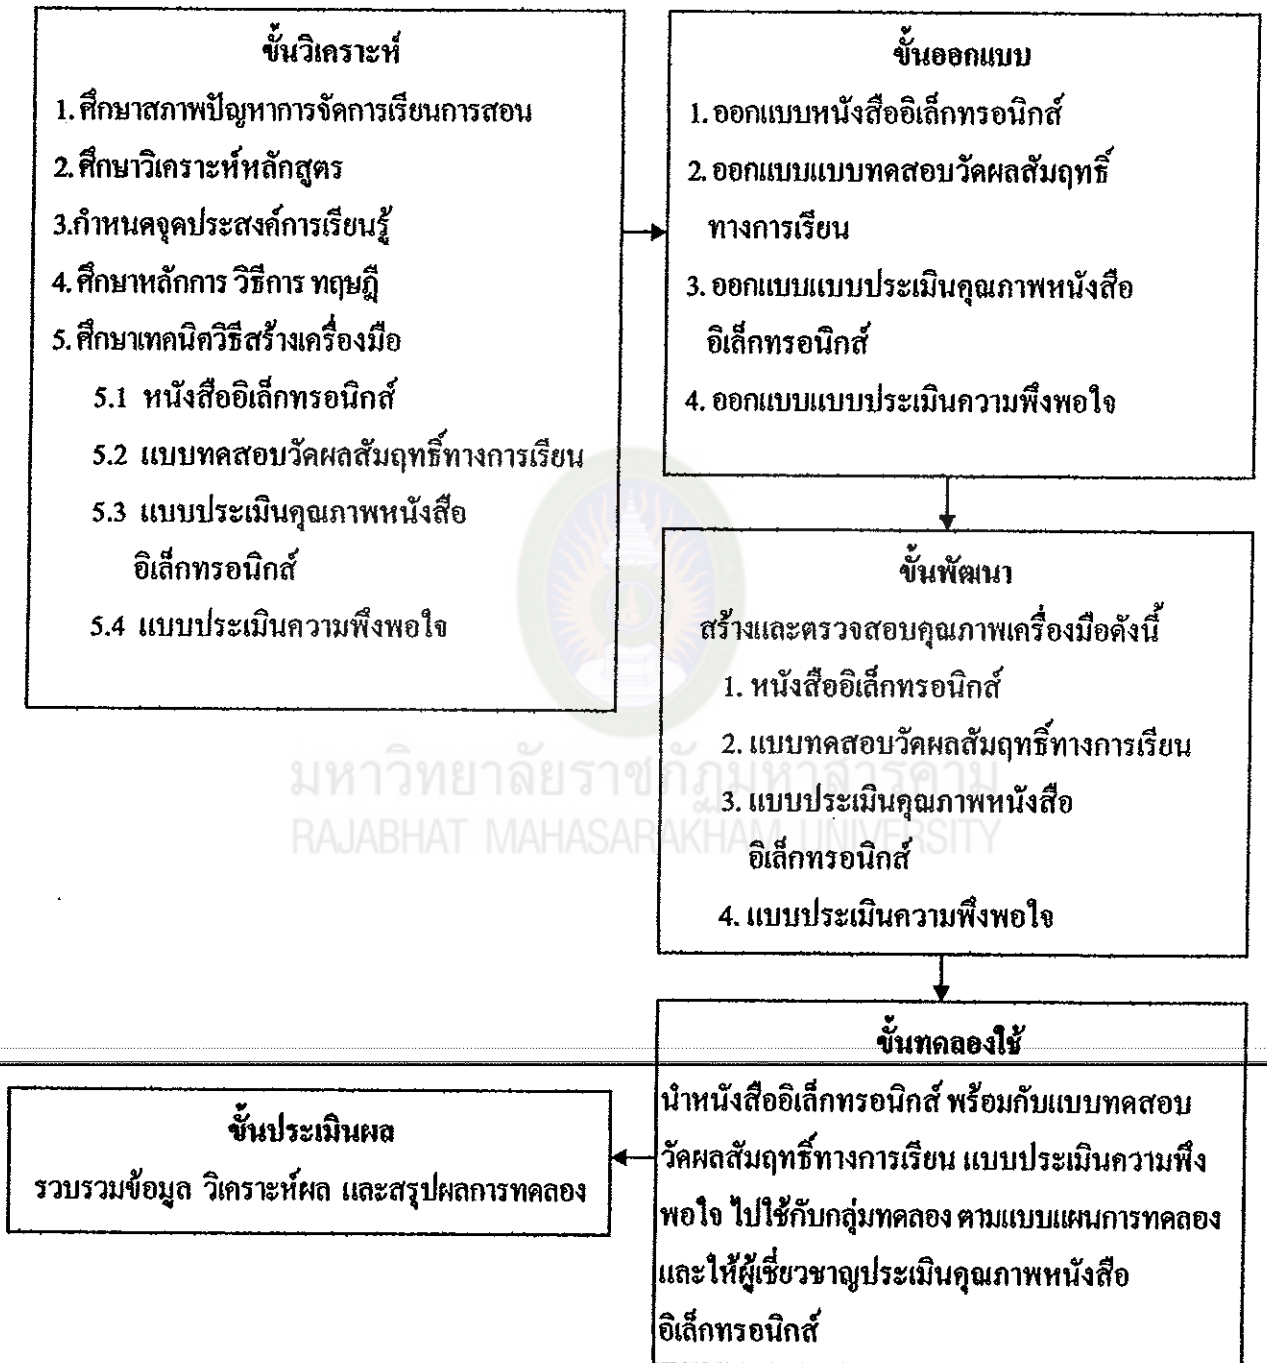 ขั้นวิเคราะห์
1. ศึกษาสภาพปัญหาการจัดการเรียนการสอน
2. ศึกษาวิเคราะห์หลักสูตร
3.กำหนดจุดประสงค์การเรียนรู้
4. ศึกษาหลักการ วิธีการ ทฤษฎี
5. ศึกษาเทคนิควิธีสร้างเครื่องมือ
5.1 หนังสืออิเล็กทรอนิกส์
5.2 แบบทดสอบวัดผลสัมฤทธิ์ทางการเรียน
5.3 แบบประเมินคุณภาพหนังสือ
อิเล็กทรอนิกส์
5.4 แบบประเมินความพึงพอใจ
ขั้นออกแบบ
1. ออกแบบหนังสืออิเล็กทรอนิกส์
2. ออกแบบแบบทดสอบวัดผลสัมฤทธิ์
ทางการเรียน
3. ออกแบบแบบประเมินคุณภาพหนังสือ
อิเล็กทรอนิกส์
4. ออกแบบแบบประเมินความพึงพอใจ
ขั้นพัฒนา
สร้างและตรวจสอบคุณภาพเครื่องมือดังนี้
1. หนังสืออิเล็กทรอนิกส์
2. แบบทดสอบวัดผลสัมฤทธิ์ทางการเรียน
3. แบบประเมินคุณภาพหนังสือ
อิเล็กทรอนิกส์
4. แบบประเมินความพึงพอใจ
มหาวิทยาลัยราชภัฏมหาสารคาม
RAJABHAT MAHASARAKHAM UNIVERSITY
ขั้นทดลองใช้
นำหนังสืออิเล็กทรอนิกส์ พร้อมกับแบบทดสอบ
วัดผลสัมฤทธิ์ทางการเรียน แบบประเมินความพึง
พอใจ ไปใช้กับกลุ่มทดลอง ตามแบบแผนการทดลอง
และให้ผู้เชี่ยวชาญประเมินคุณภาพหนังสือ
อิเล็กทรอนิกส์
ขั้นประเมินผล
รวบรวมข้อมูล วิเคราะห์ผล และสรุปผลการทดลอง